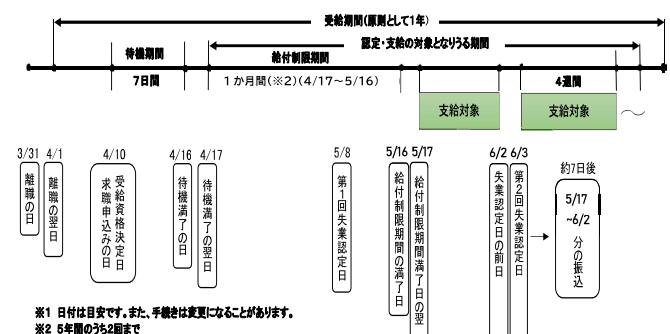 受給期間(原則として1年)
認定・支給の対象となりうる期間
待機期間
給付制限期間
7日間
1か月間(※2)(4/17～5/16)
4週間
支給対象
支給対象
～
3/31
離職の日
4/1
離職の翌日
4/10
受給資格決定日
求職申込みの日
4/16
待機満了の日
4/17
待機満了の翌日
5/8
第1回失業認定日
5/16
給付制限期間の満了日
5/17
給付制限期間満了日の翌
6/2
失業認定日の前日
6/3
第2回失業認定日
約7日後
5/17
~6/2
分の振込
※1 日付は目安です。また、手続きは変更になることがあります。
※2 5年間のうち2回まで